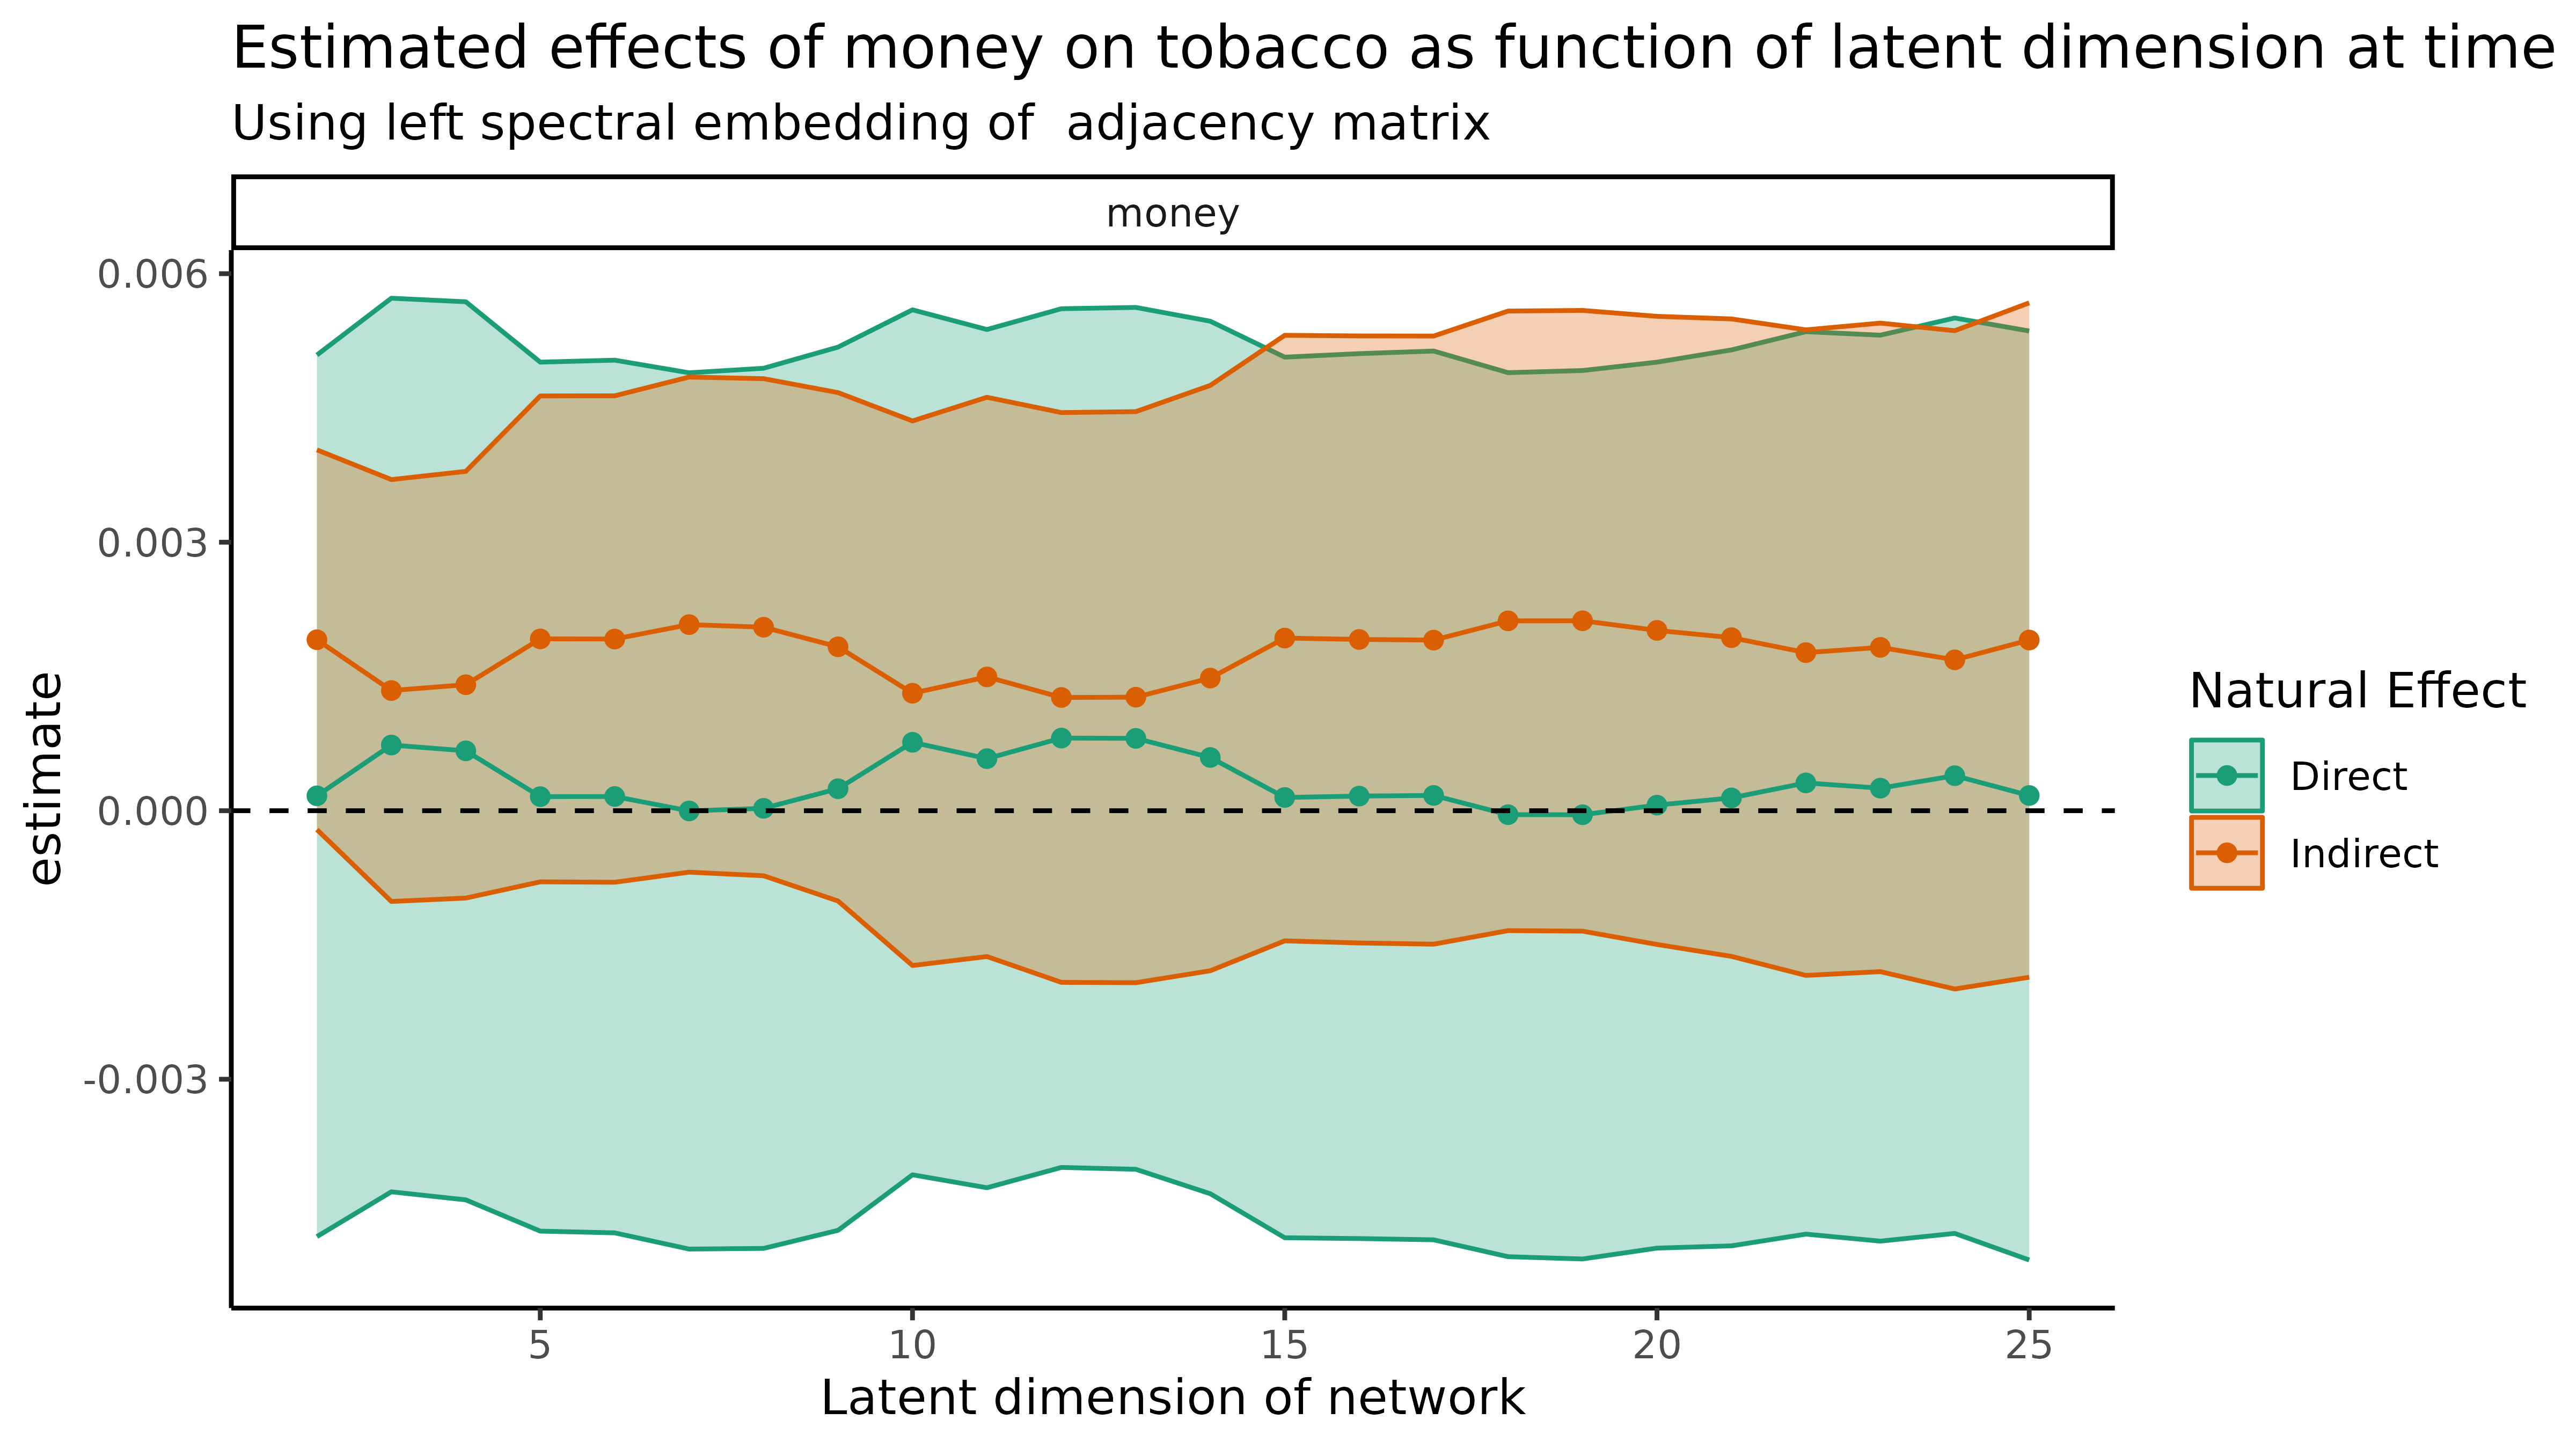 Estimated effects of money on tobacco as function of latent dimension at time
Using left spectral embedding of  adjacency matrix
money
0.006
0.003
0.000
-0.003
estimate
5
10
15
20
25
Latent dimension of network
Natural Effect
Direct
Indirect